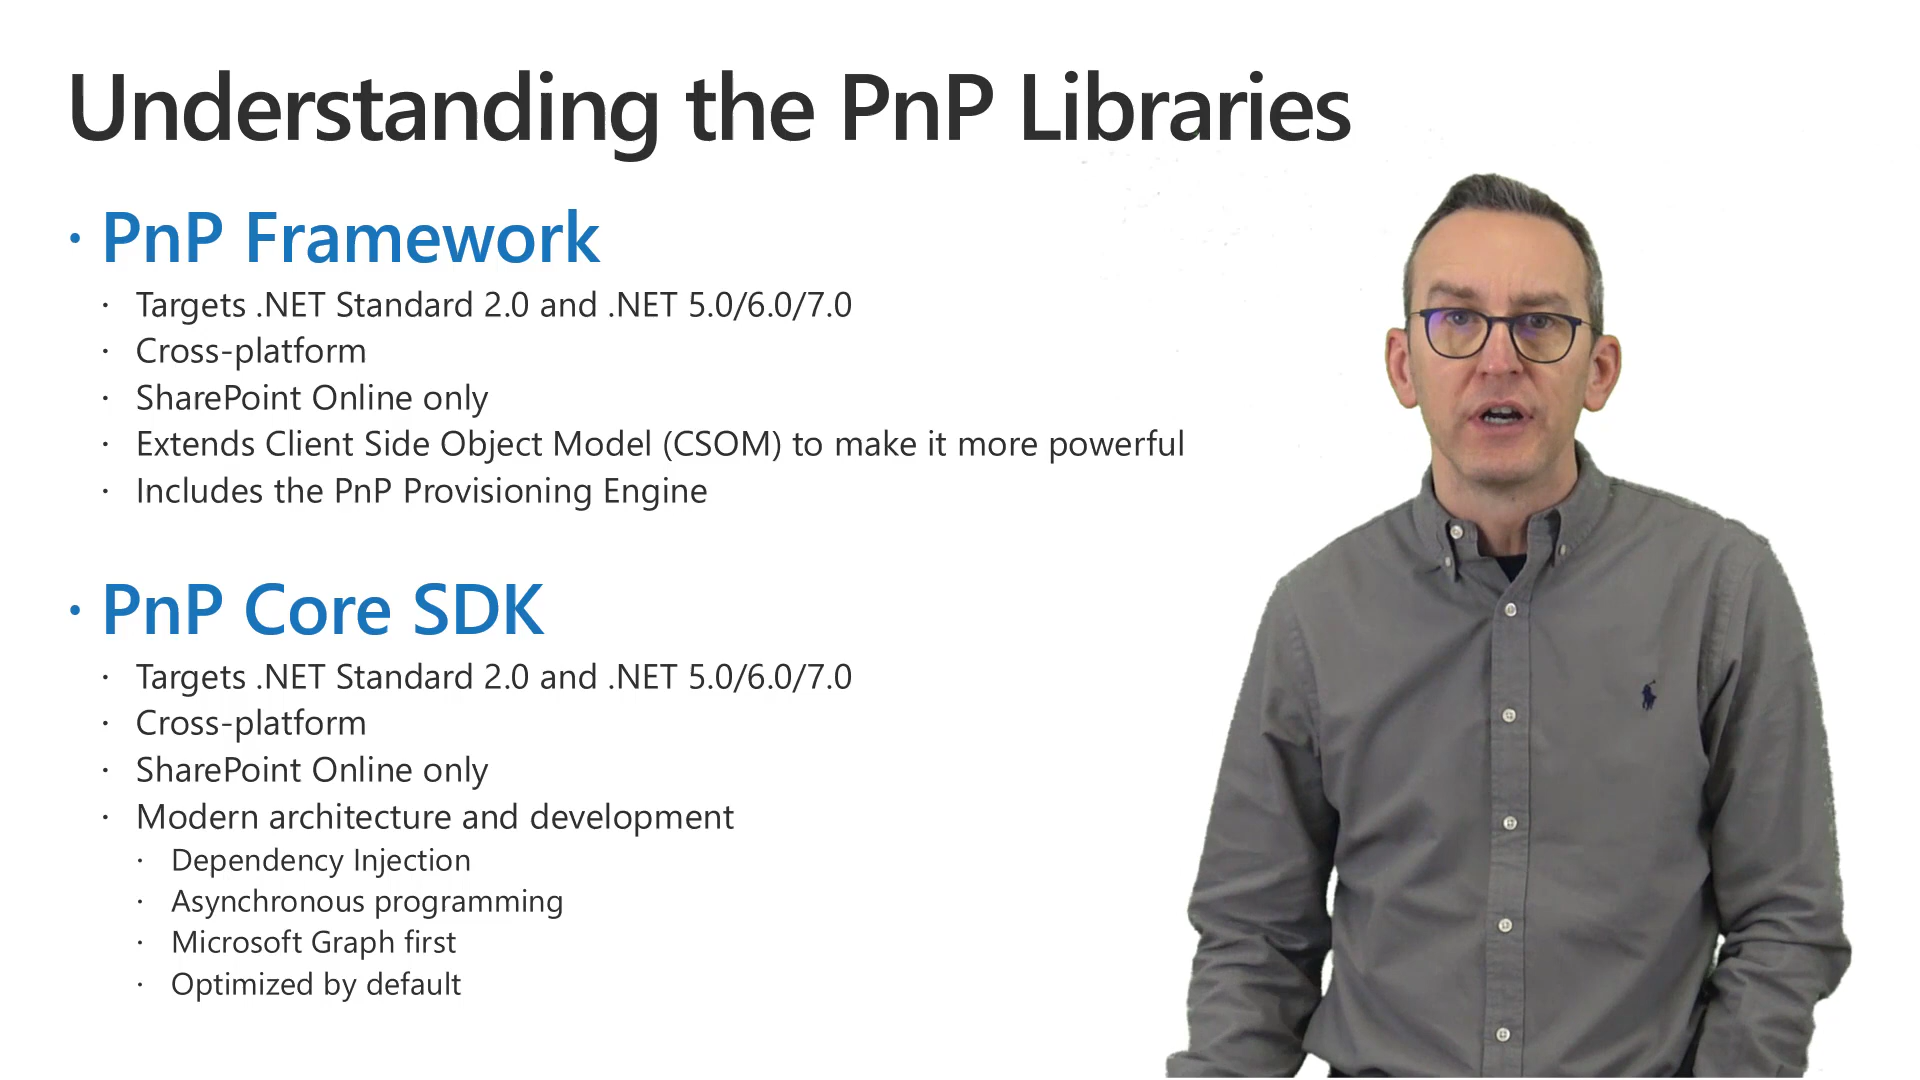 Understanding the PnP Libraries
· PnP Framework
· Targets .NET Standard 2.0 and .NET 5.0/6.0/7.0
· Cross-platform
· SharePoint Online only
· Extends Client Side Object Model (CSOM) to make it more powerful
· Includes the PnP Provisioning Engine
· PnP Core SDK
· Targets .NET Standard 2.0 and .NET 5.0/6.0/7.0
· Cross-platform
· SharePoint Online only
· Modern architecture and development
· Dependency Injection
· Asynchronous programming
· Microsoft Graph first
· Optimized by default